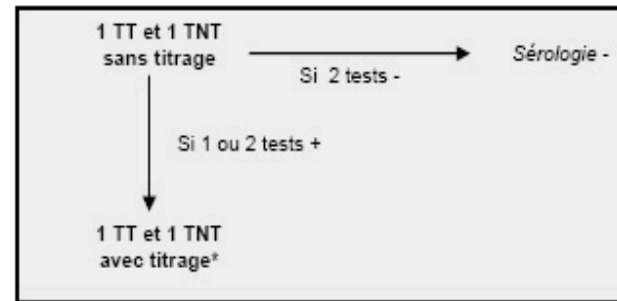 1 TT et 1 TNT
sans titrage
Si 2 tests -
Sérologie -
Si 1 ou 2 tests +
1 TT et 1 TNT
avec titrage*